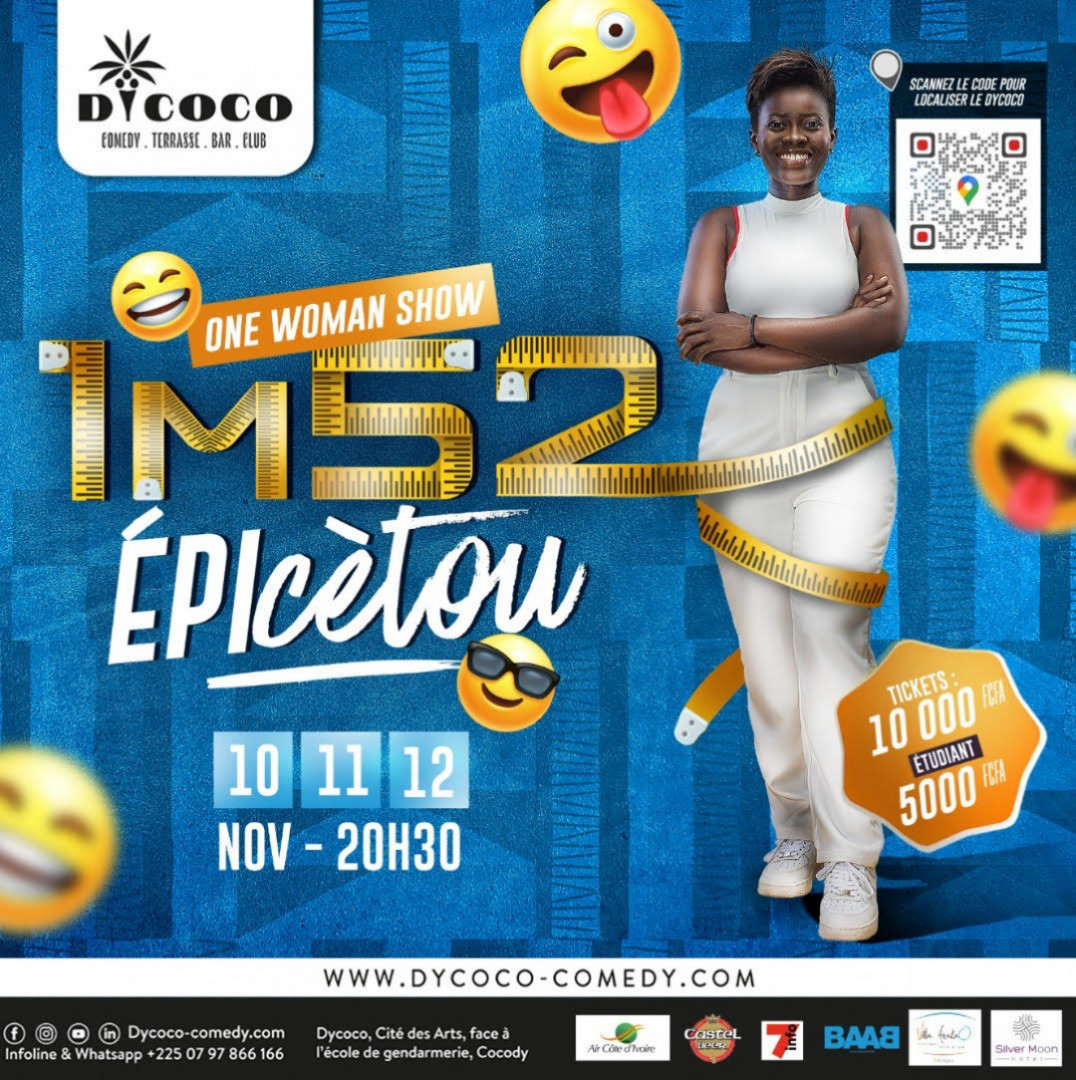 DYCOCO
COMEDY . TERRASSE . BAR . CLUB
SCANNEZ LE CODE POUR
LOCALISER LE DYCOCO
ONE WOMAN SHOW
1M52
ÉPIcètou
10 11 12
NOV - 20H30
TICKETS :
10 000 FCFA
ÉTUDIANT
5000 FCFA
WWW.DYCOCO-COMEDY.COM
Dycoco-comedy.com
Infoline & Whatsapp +225 07 97 866 166
Dycoco, Cité des Arts, face à
l'école de gendarmerie, Cocody
Air Côte d'Ivoire
CASTEL
BEER
7info
BAAB
Silver Moon
HOTEL